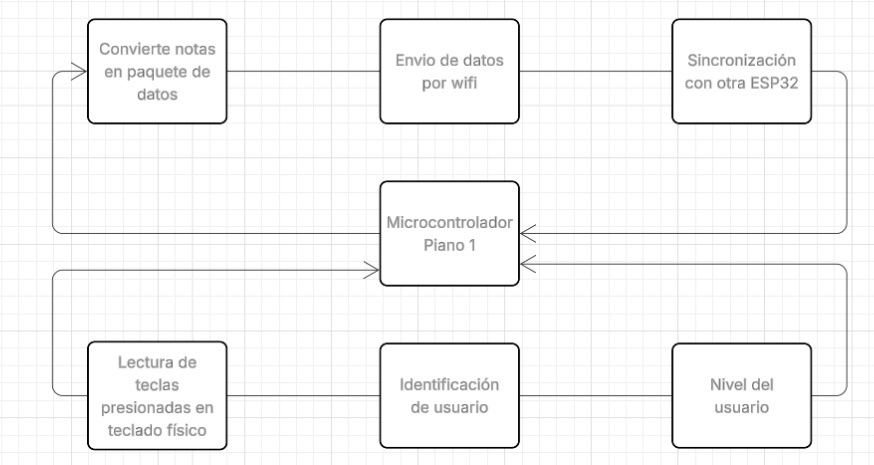 Convierte notas
en paquete de
datos
Envio de datos
por wifi
Sincronización
con otra ESP32
Microcontrolador
Piano 1
Lectura de
teclas
presionadas en
teclado físico
Identificación
de usuario
Nivel del
usuario